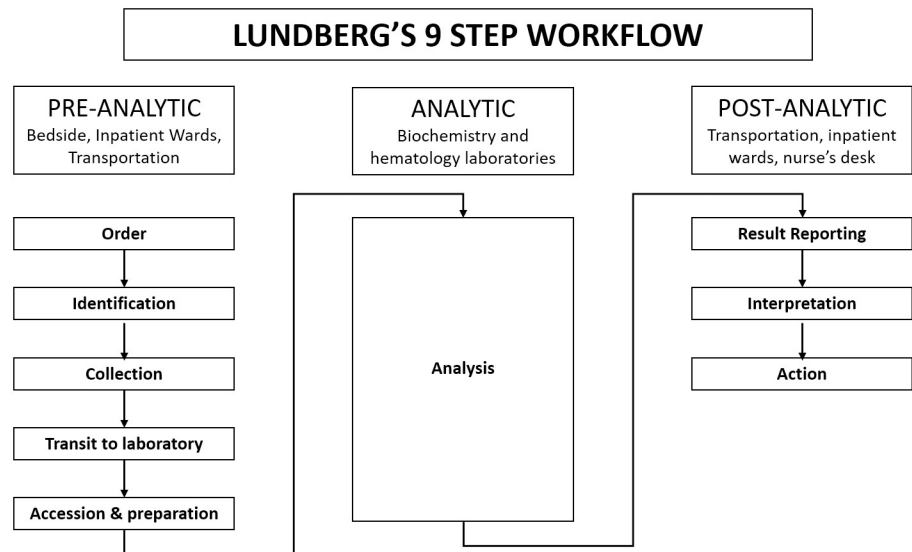 LUNDBERG’S 9 STEP WORKFLOW
PRE-ANALYTIC
Bedside, Inpatient Wards,
Transportation
Order
Identification
Collection
Transit to laboratory
Accession & preparation
ANALYTIC
Biochemistry and
hematology laboratories
Analysis
POST-ANALYTIC
Transportation, inpatient
wards, nurse’s desk
Result Reporting
Interpretation
Action